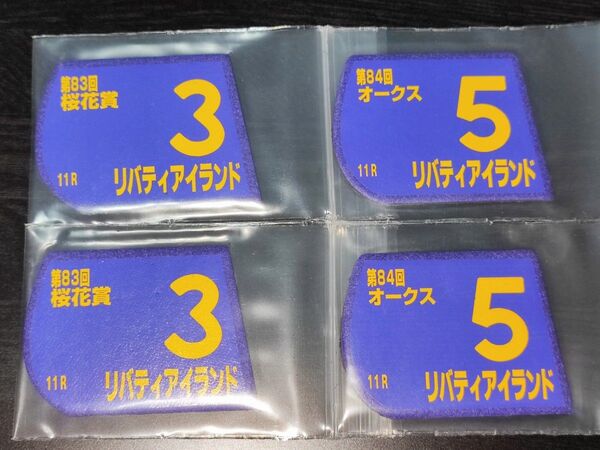 第83回
桜花賞
3
11R
リバティアイランド
第84回
オークス
5
11R
リバティアイランド
第83回
桜花賞
3
11R
リバティアイランド
第84回
オークス
5
11R
リバティアイランド